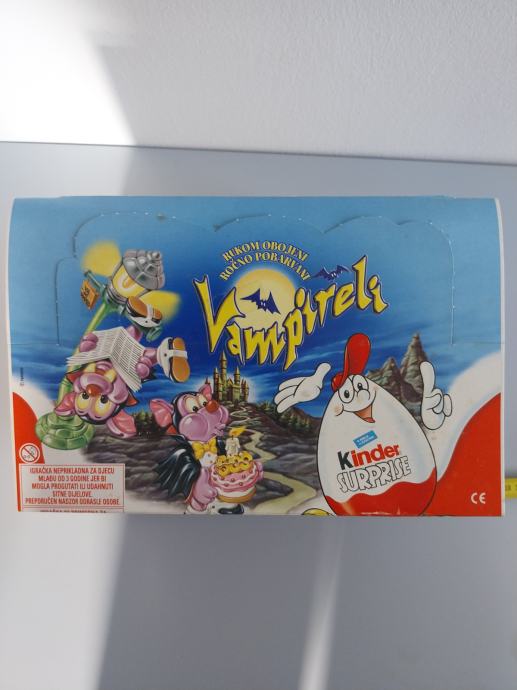 RUKOM OBOJENI
ROČNO POBARVANI
Vampireli
Kinder
SURPRISE
IGRAČKA NEPRIKLADNA ZA DJECU
MLAĐU OD 3 GODINE JER BI
MOGLA PROGUTATI ILI UDAHNUTI
SITNE DIJELOVE.
PREPORUČEN NADZOR ODRASLE OSOBE.
CE